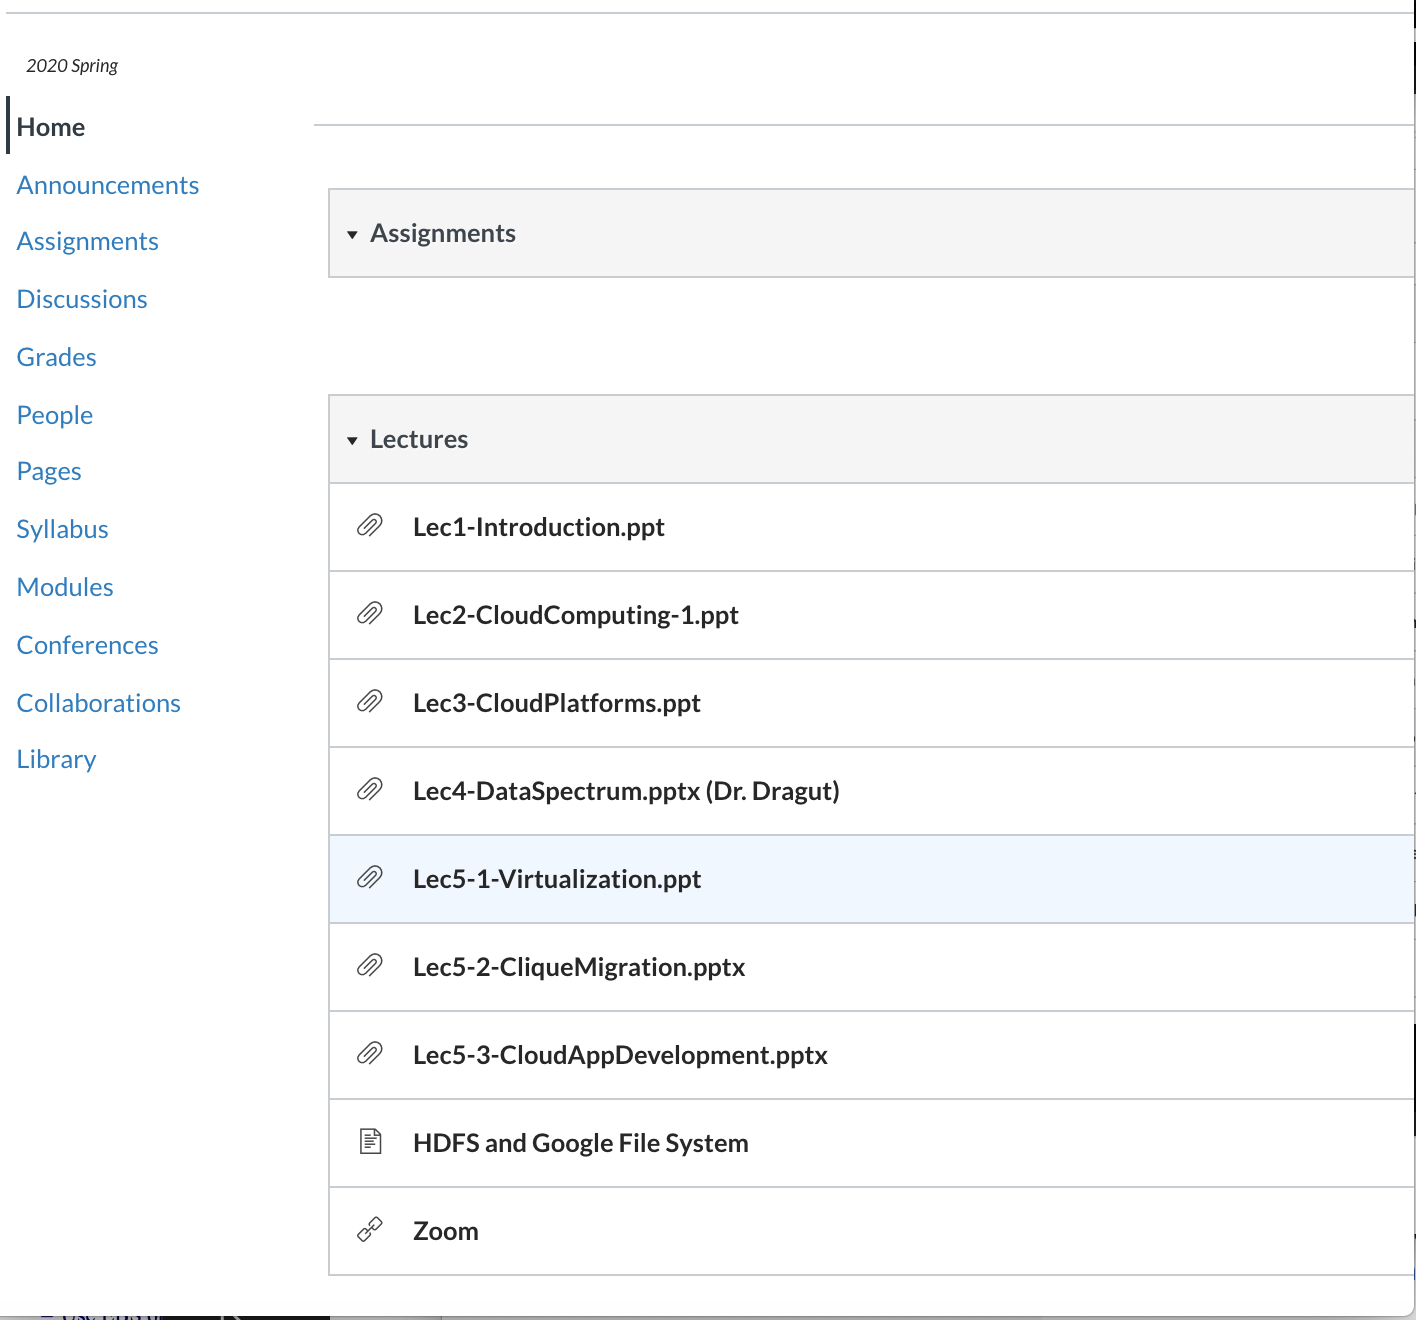 2020 Spring
Home
Announcements
Assignments
Discussions
Grades
People
Pages
Syllabus
Modules
Conferences
Collaborations
Library
Assignments
Lectures
Lec1-Introduction.ppt
Lec2-CloudComputing-1.ppt
Lec3-CloudPlatforms.ppt
Lec4-DataSpectrum.pptx (Dr. Dragut)
Lec5-1-Virtualization.ppt
Lec5-2-CliqueMigration.pptx
Lec5-3-CloudAppDevelopment.pptx
HDFS and Google File System
Zoom